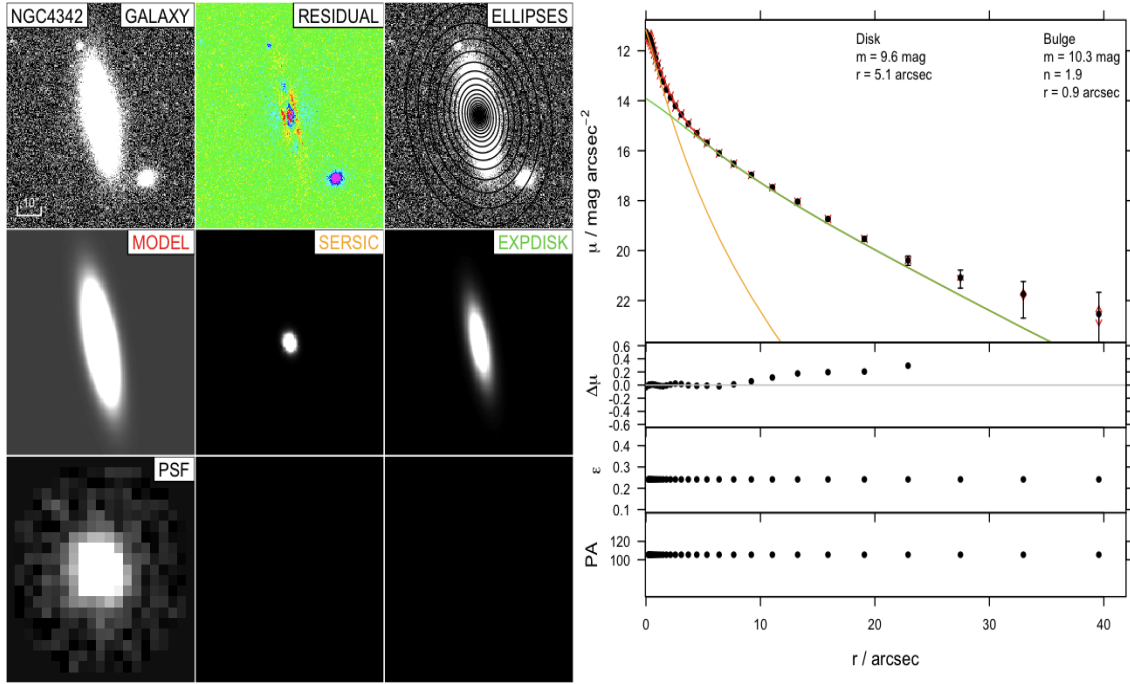 NGC4342 GALAXY RESIDUAL ELLIPSES
10
MODEL SERSIC EXPDISK
PSF
Disk
m = 9.6 mag
r = 5.1 arcsec
Bulge
m = 10.3 mag
n = 1.9
r = 0.9 arcsec
μ / mag arcsec⁻²
12
14
16
18
20
22
Δμ
0.6
0.4
0.2
0.0
-0.2
-0.4
-0.6
ε
0.4
0.3
0.2
PA
120
100
0 10 20 30 40
r / arcsec